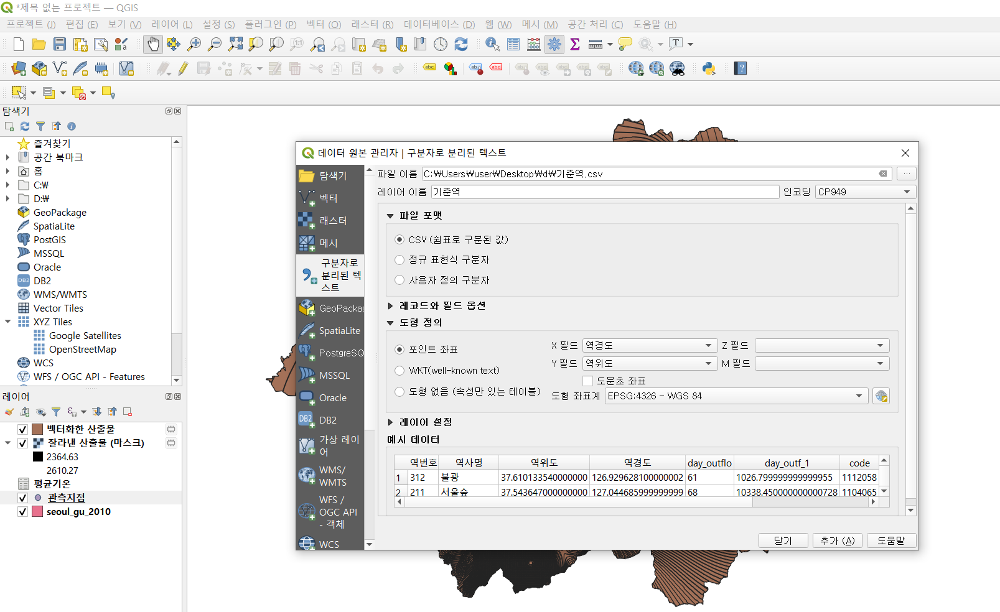 *제목 없는 프로젝트 — QGIS
프로젝트 (J) 편집 (E) 보기 (V) 레이어 (L) 설정 (S) 플러그인 (P) 벡터 (O) 래스터 (R) 데이터베이스 (D) 웹 (W) 메시 (M) 공간 처리 (C) 도움말 (H)
탐색기
즐겨찾기
공간 북마크
홈
C:₩
D:₩
GeoPackage
SpatiaLite
PostGIS
MSSQL
Oracle
DB2
WMS/WMTS
Vector Tiles
XYZ Tiles
Google Satellites
OpenStreetMap
WCS
WFS / OGC API - Features
레이어
벡터화한 산출물
잘라낸 산출물 (마스크)
2364.63
2610.27
평균기온
관측지점
seoul_gu_2010
데이터 원본 관리자 | 구분자로 분리된 텍스트
탐색기
벡터
래스터
메시
구분자로
분리된 텍
스트
GeoPackag
SpatiaLite
PostgreSQ
MSSQL
Oracle
DB2
가상 레이
어
WMS/
WMTS
WFS /
OGC API
- 객체
WCS
파일 이름 C:₩Users₩user₩Desktop₩d₩기준역.csv
레이어 이름 기준역 인코딩 CP949
파일 포맷
CSV (쉼표로 구분된 값)
정규 표현식 구분자
사용자 정의 구분자
레코드와 필드 옵션
도형 정의
포인트 좌표
WKT(well-known text)
도형 없음 (속성만 있는 테이블)
X 필드 역경도 Z 필드
Y 필드 역위도 M 필드
도분초 좌표
도형 좌표계 EPSG:4326 - WGS 84
레이어 설정
예시 데이터
역번호 역사명 역위도 역경도 day_outflo day_outf_1 code
1 312 불광 37.610133540000000 126.929628100000002 61 1026.799999999999955 1112058
2 211 서울숲 37.543647000000000 127.044685999999999 68 10338.450000000000728 1104065
닫기 추가 (A) 도움말